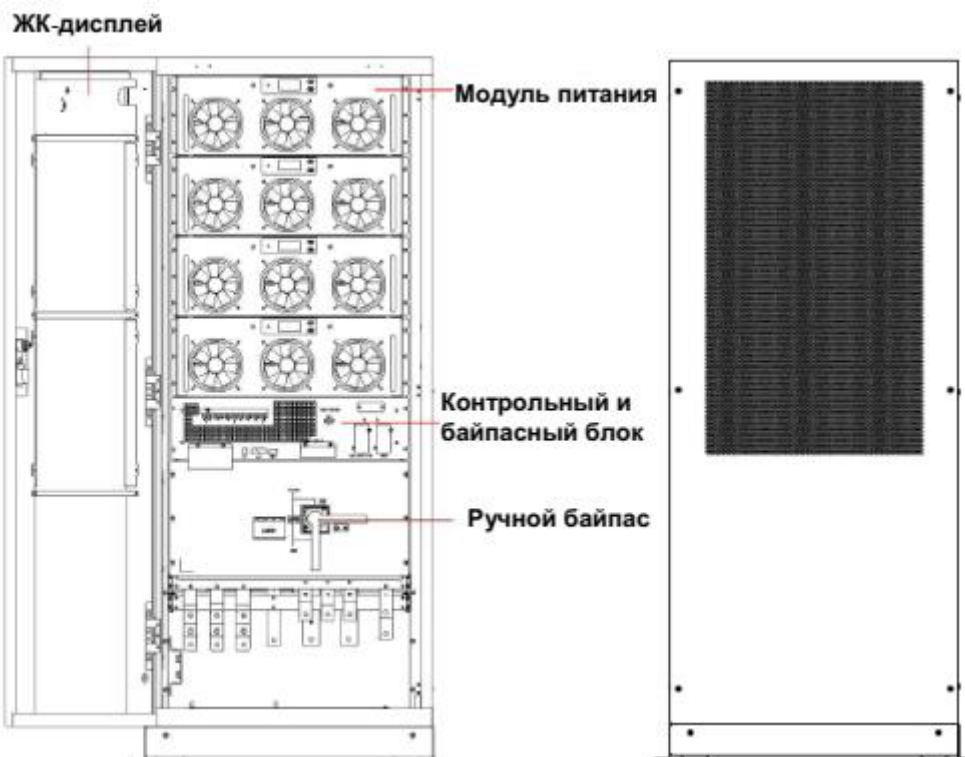 ЖК-дисплей
Модуль питания
Контрольный и
байпасный блок
Ручной байпас